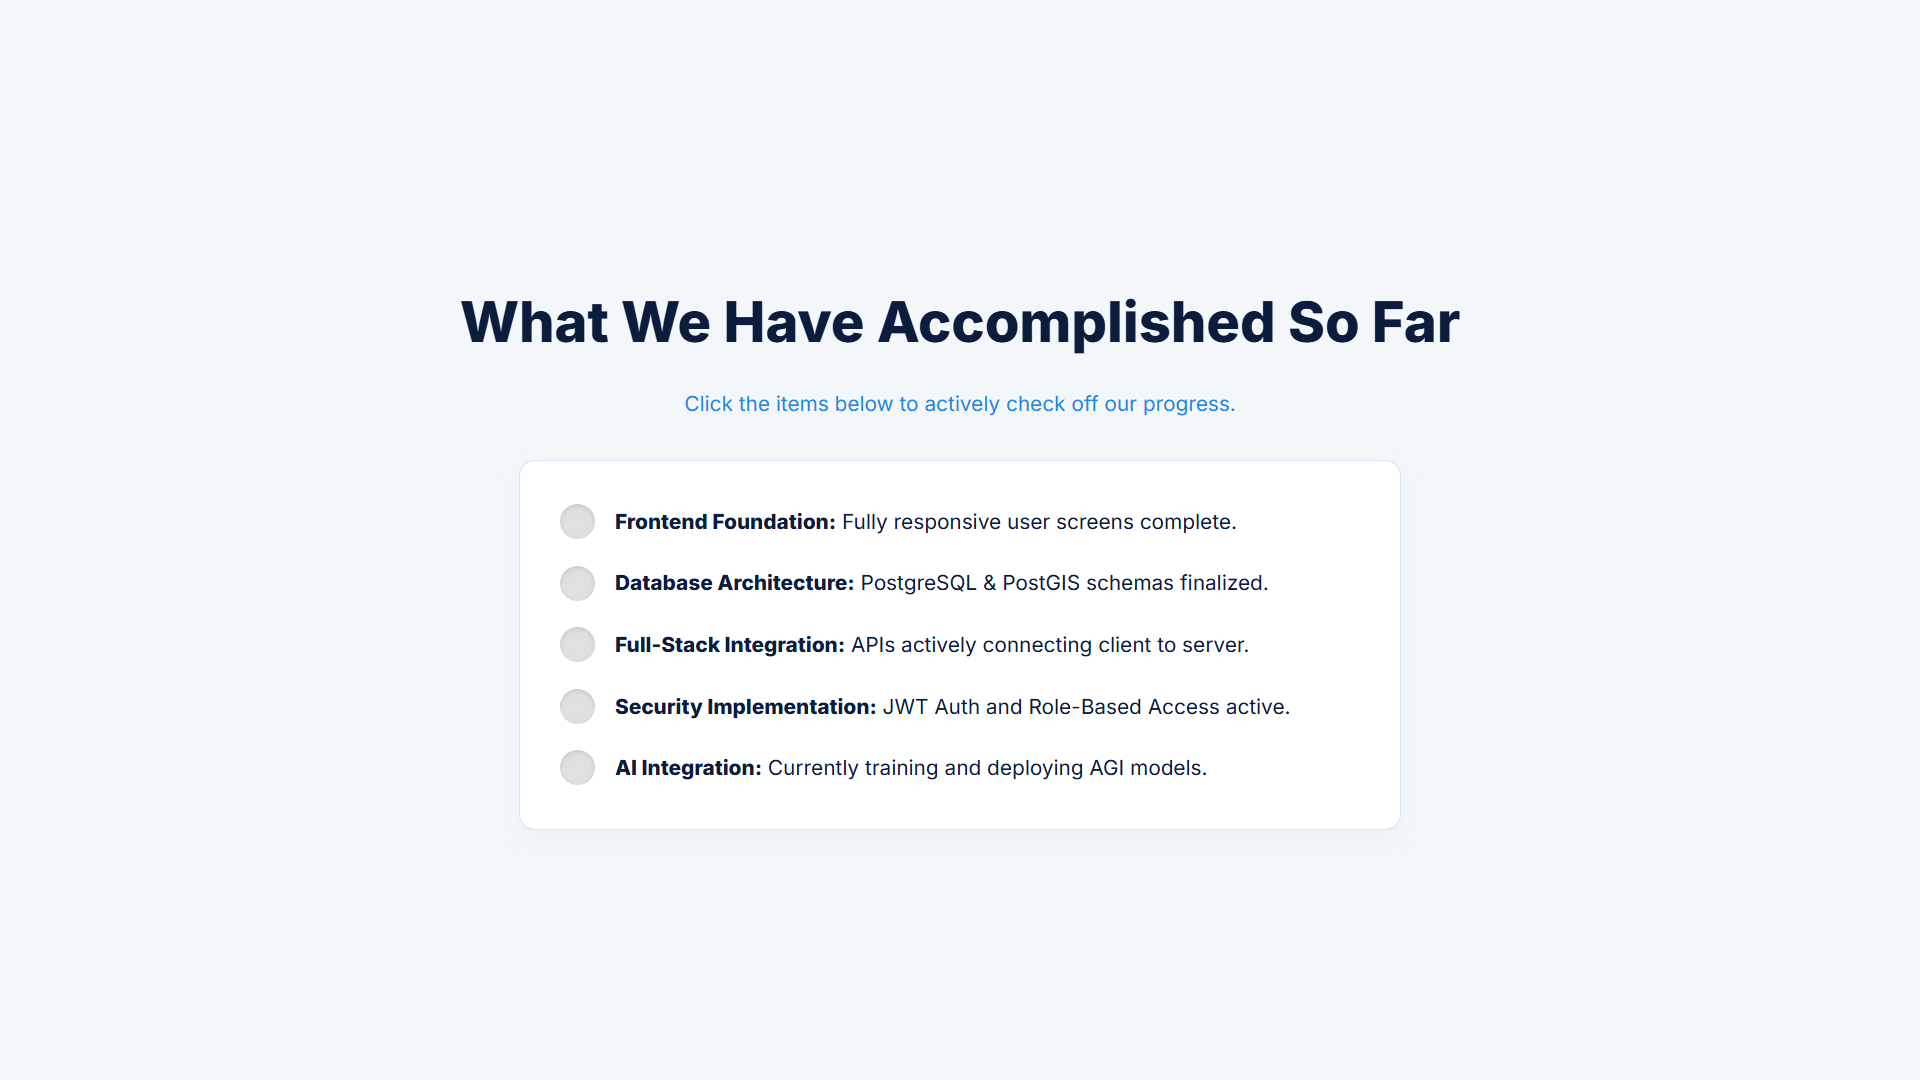 What We Have Accomplished So Far
Click the items below to actively check off our progress.
Frontend Foundation: Fully responsive user screens complete.
Database Architecture: PostgreSQL & PostGIS schemas finalized.
Full-Stack Integration: APIs actively connecting client to server.
Security Implementation: JWT Auth and Role-Based Access active.
AI Integration: Currently training and deploying AGI models.